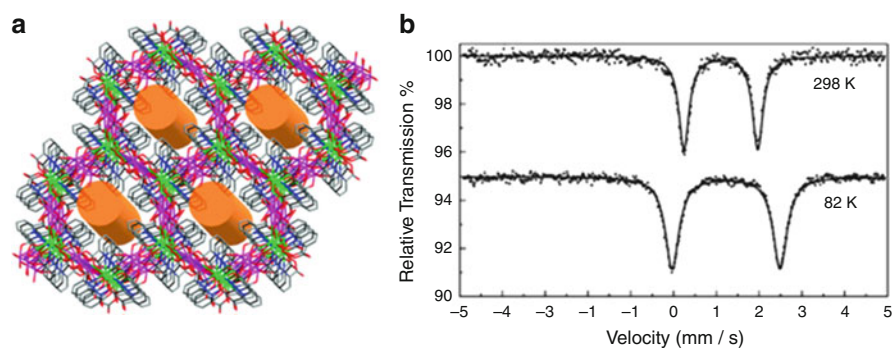 a
b
100
98
96
94
92
90
298 K
82 K
Relative Transmission %
–5 –4 –3 –2 –1 0 1 2 3 4 5
Velocity (mm / s)